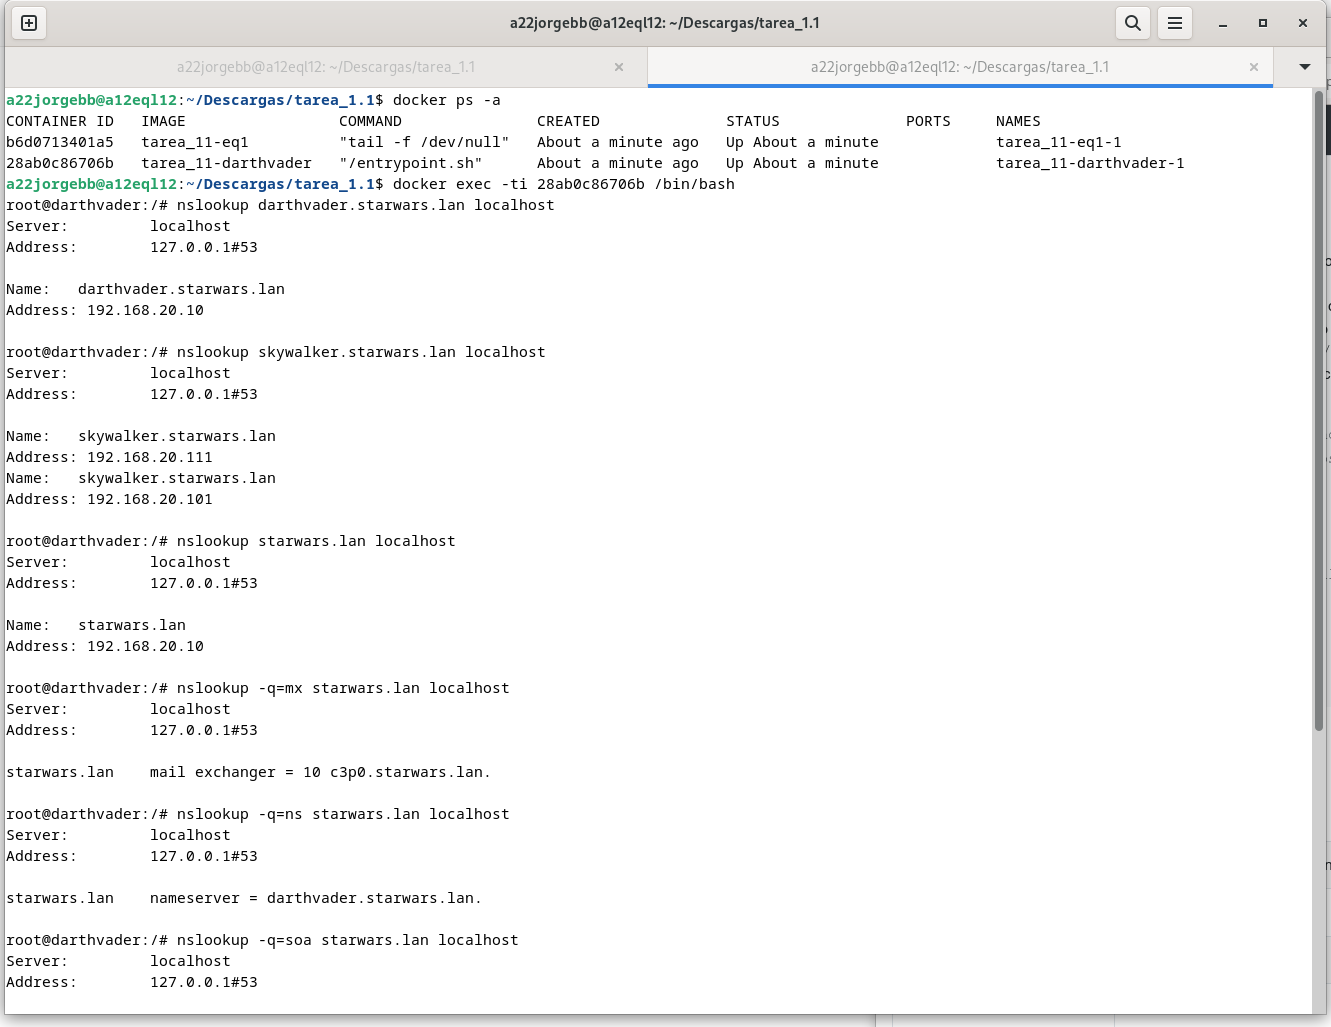 a22jorgebb@a12eql12: ~/Descargas/tarea_1.1
a22jorgebb@a12eql12: ~/Descargas/tarea_1.1
a22jorgebb@a12eql12: ~/Descargas/tarea_1.1
a22jorgebb@a12eql12:~/Descargas/tarea_1.1$ docker ps -a
CONTAINER ID   IMAGE                 COMMAND               CREATED              STATUS              PORTS     NAMES
b6d0713401a5   tarea_11-eq1          "tail -f /dev/null"   About a minute ago   Up About a minute             tarea_11-eq1-1
28ab0c86706b   tarea_11-darthvader   "/entrypoint.sh"      About a minute ago   Up About a minute             tarea_11-darthvader-1
a22jorgebb@a12eql12:~/Descargas/tarea_1.1$ docker exec -ti 28ab0c86706b /bin/bash
root@darthvader:/# nslookup darthvader.starwars.lan localhost
Server:         localhost
Address:        127.0.0.1#53
Name:   darthvader.starwars.lan
Address: 192.168.20.10
root@darthvader:/# nslookup skywalker.starwars.lan localhost
Server:         localhost
Address:        127.0.0.1#53
Name:   skywalker.starwars.lan
Address: 192.168.20.111
Name:   skywalker.starwars.lan
Address: 192.168.20.101
root@darthvader:/# nslookup starwars.lan localhost
Server:         localhost
Address:        127.0.0.1#53
Name:   starwars.lan
Address: 192.168.20.10
root@darthvader:/# nslookup -q=mx starwars.lan localhost
Server:         localhost
Address:        127.0.0.1#53
starwars.lan    mail exchanger = 10 c3p0.starwars.lan.
root@darthvader:/# nslookup -q=ns starwars.lan localhost
Server:         localhost
Address:        127.0.0.1#53
starwars.lan    nameserver = darthvader.starwars.lan.
root@darthvader:/# nslookup -q=soa starwars.lan localhost
Server:         localhost
Address:        127.0.0.1#53